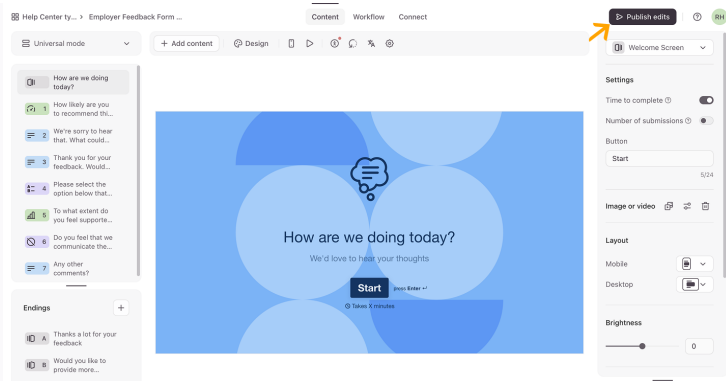 Help Center ty... > Employer Feedback Form ...
Content
Workflow
Connect
Publish edits
RH
Universal mode
+ Add content
Design
Welcome Screen
How are we doing
today?
1
How likely are you
to recommend thi...
2
We're sorry to hear
that. What could...
3
Thank you for your
feedback. Would...
4
Please select the
option below that...
5
To what extent do
you feel supporte...
6
Do you feel that we
communicate the...
7
Any other
comments?
Endings
A
Thanks a lot for your
feedback
B
Would you like to
provide more...
How are we doing today?
We'd love to hear your thoughts
Start
press Enter ↵
Takes X minutes
Settings
Time to complete
Number of submissions
Button
Start
5/24
Image or video
Layout
Mobile
Desktop
Brightness
0